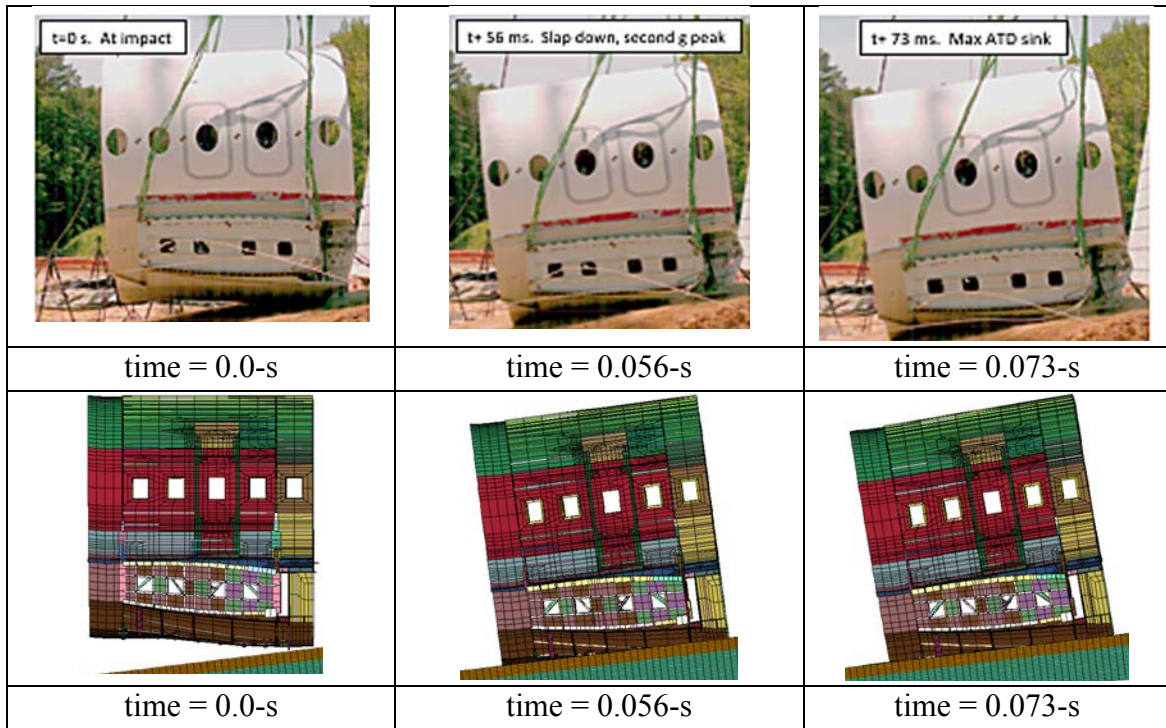 t=0 s. At impact
t+ 56 ms. Slap down, second g peak
t+ 73 ms. Max ATD sink
time = 0.0-s
time = 0.056-s
time = 0.073-s
time = 0.0-s
time = 0.056-s
time = 0.073-s